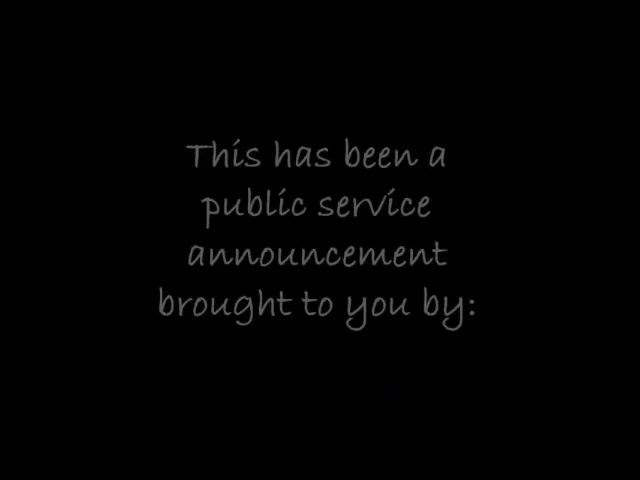 This has been a
public service
announcement
brought to you by: